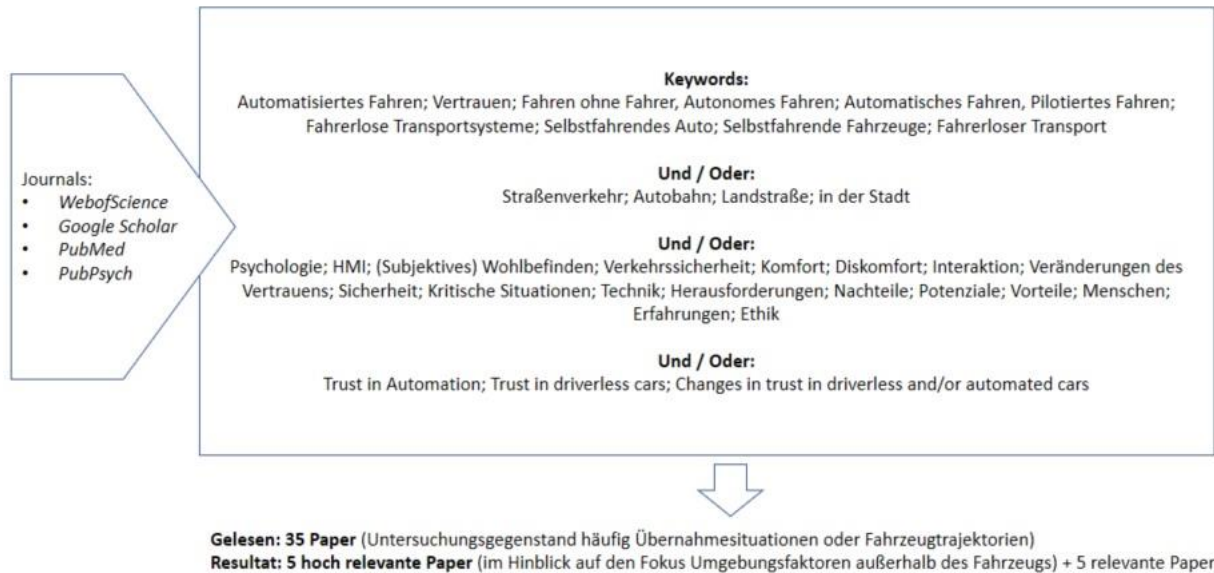 Journals:
• WebofScience
• Google Scholar
• PubMed
• PubPsych
Keywords:
Automatisiertes Fahren; Vertrauen; Fahren ohne Fahrer, Autonomes Fahren; Automatisches Fahren, Pilotiertes Fahren;
Fahrerlose Transportsysteme; Selbstfahrendes Auto; Selbstfahrende Fahrzeuge; Fahrerloser Transport
Und / Oder:
Straßenverkehr; Autobahn; Landstraße; in der Stadt
Und / Oder:
Psychologie; HMI; (Subjektives) Wohlbefinden; Verkehrssicherheit; Komfort; Diskomfort; Interaktion; Veränderungen des
Vertrauens; Sicherheit; Kritische Situationen; Technik; Herausforderungen; Nachteile; Potenziale; Vorteile; Menschen;
Erfahrungen; Ethik
Und / Oder:
Trust in Automation; Trust in driverless cars; Changes in trust in driverless and/or automated cars
Gelesen: 35 Paper (Untersuchungsgegenstand häufig Übernahmesituationen oder Fahrzeugtrajektorien)
Resultat: 5 hoch relevante Paper (im Hinblick auf den Fokus Umgebungsfaktoren außerhalb des Fahrzeugs) + 5 relevante Paper